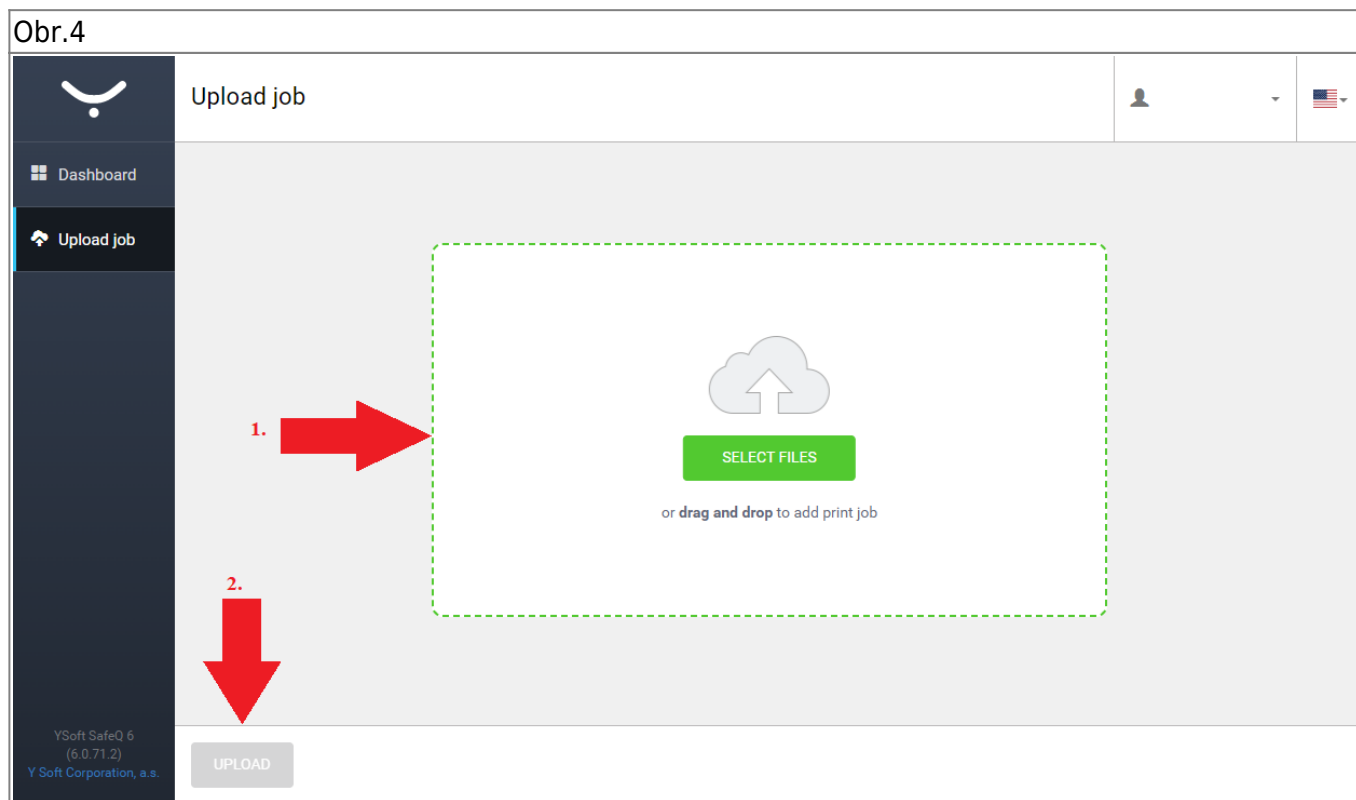 Obr.4
Upload job
Dashboard
Upload job
1.
SELECT FILES
or drag and drop to add print job
2.
YSoft SafeQ 6
(6.0.71.2)
Y Soft Corporation, a.s.
UPLOAD